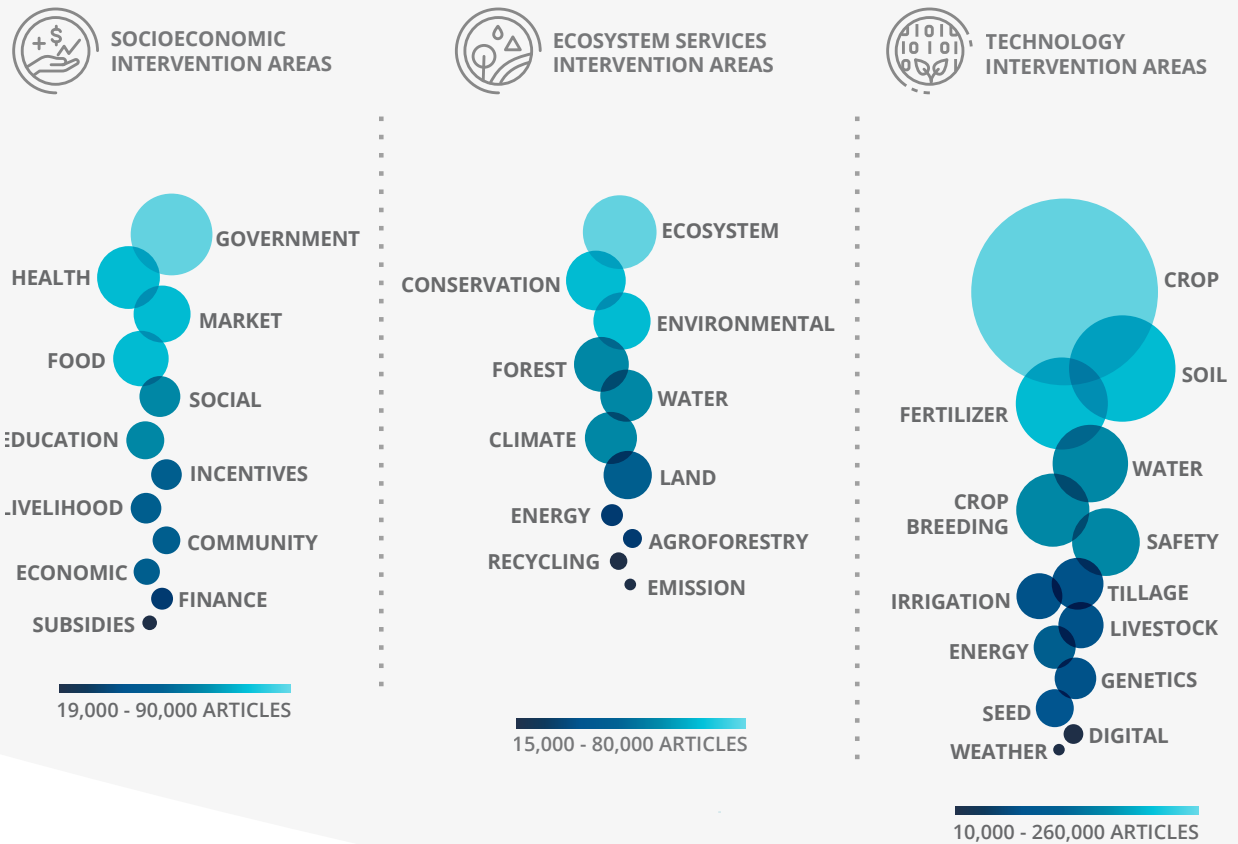 SOCIOECONOMIC
INTERVENTION AREAS
GOVERNMENT
HEALTH
MARKET
FOOD
SOCIAL
EDUCATION
INCENTIVES
LIVELIHOOD
COMMUNITY
ECONOMIC
FINANCE
SUBSIDIES
19,000 - 90,000 ARTICLES
ECOSYSTEM SERVICES
INTERVENTION AREAS
ECOSYSTEM
CONSERVATION
ENVIRONMENTAL
FOREST
WATER
CLIMATE
LAND
ENERGY
AGROFORESTRY
RECYCLING
EMISSION
15,000 - 80,000 ARTICLES
TECHNOLOGY
INTERVENTION AREAS
CROP
SOIL
FERTILIZER
WATER
CROP
BREEDING
SAFETY
TILLAGE
IRRIGATION
LIVESTOCK
ENERGY
GENETICS
SEED
DIGITAL
WEATHER
10,000 - 260,000 ARTICLES